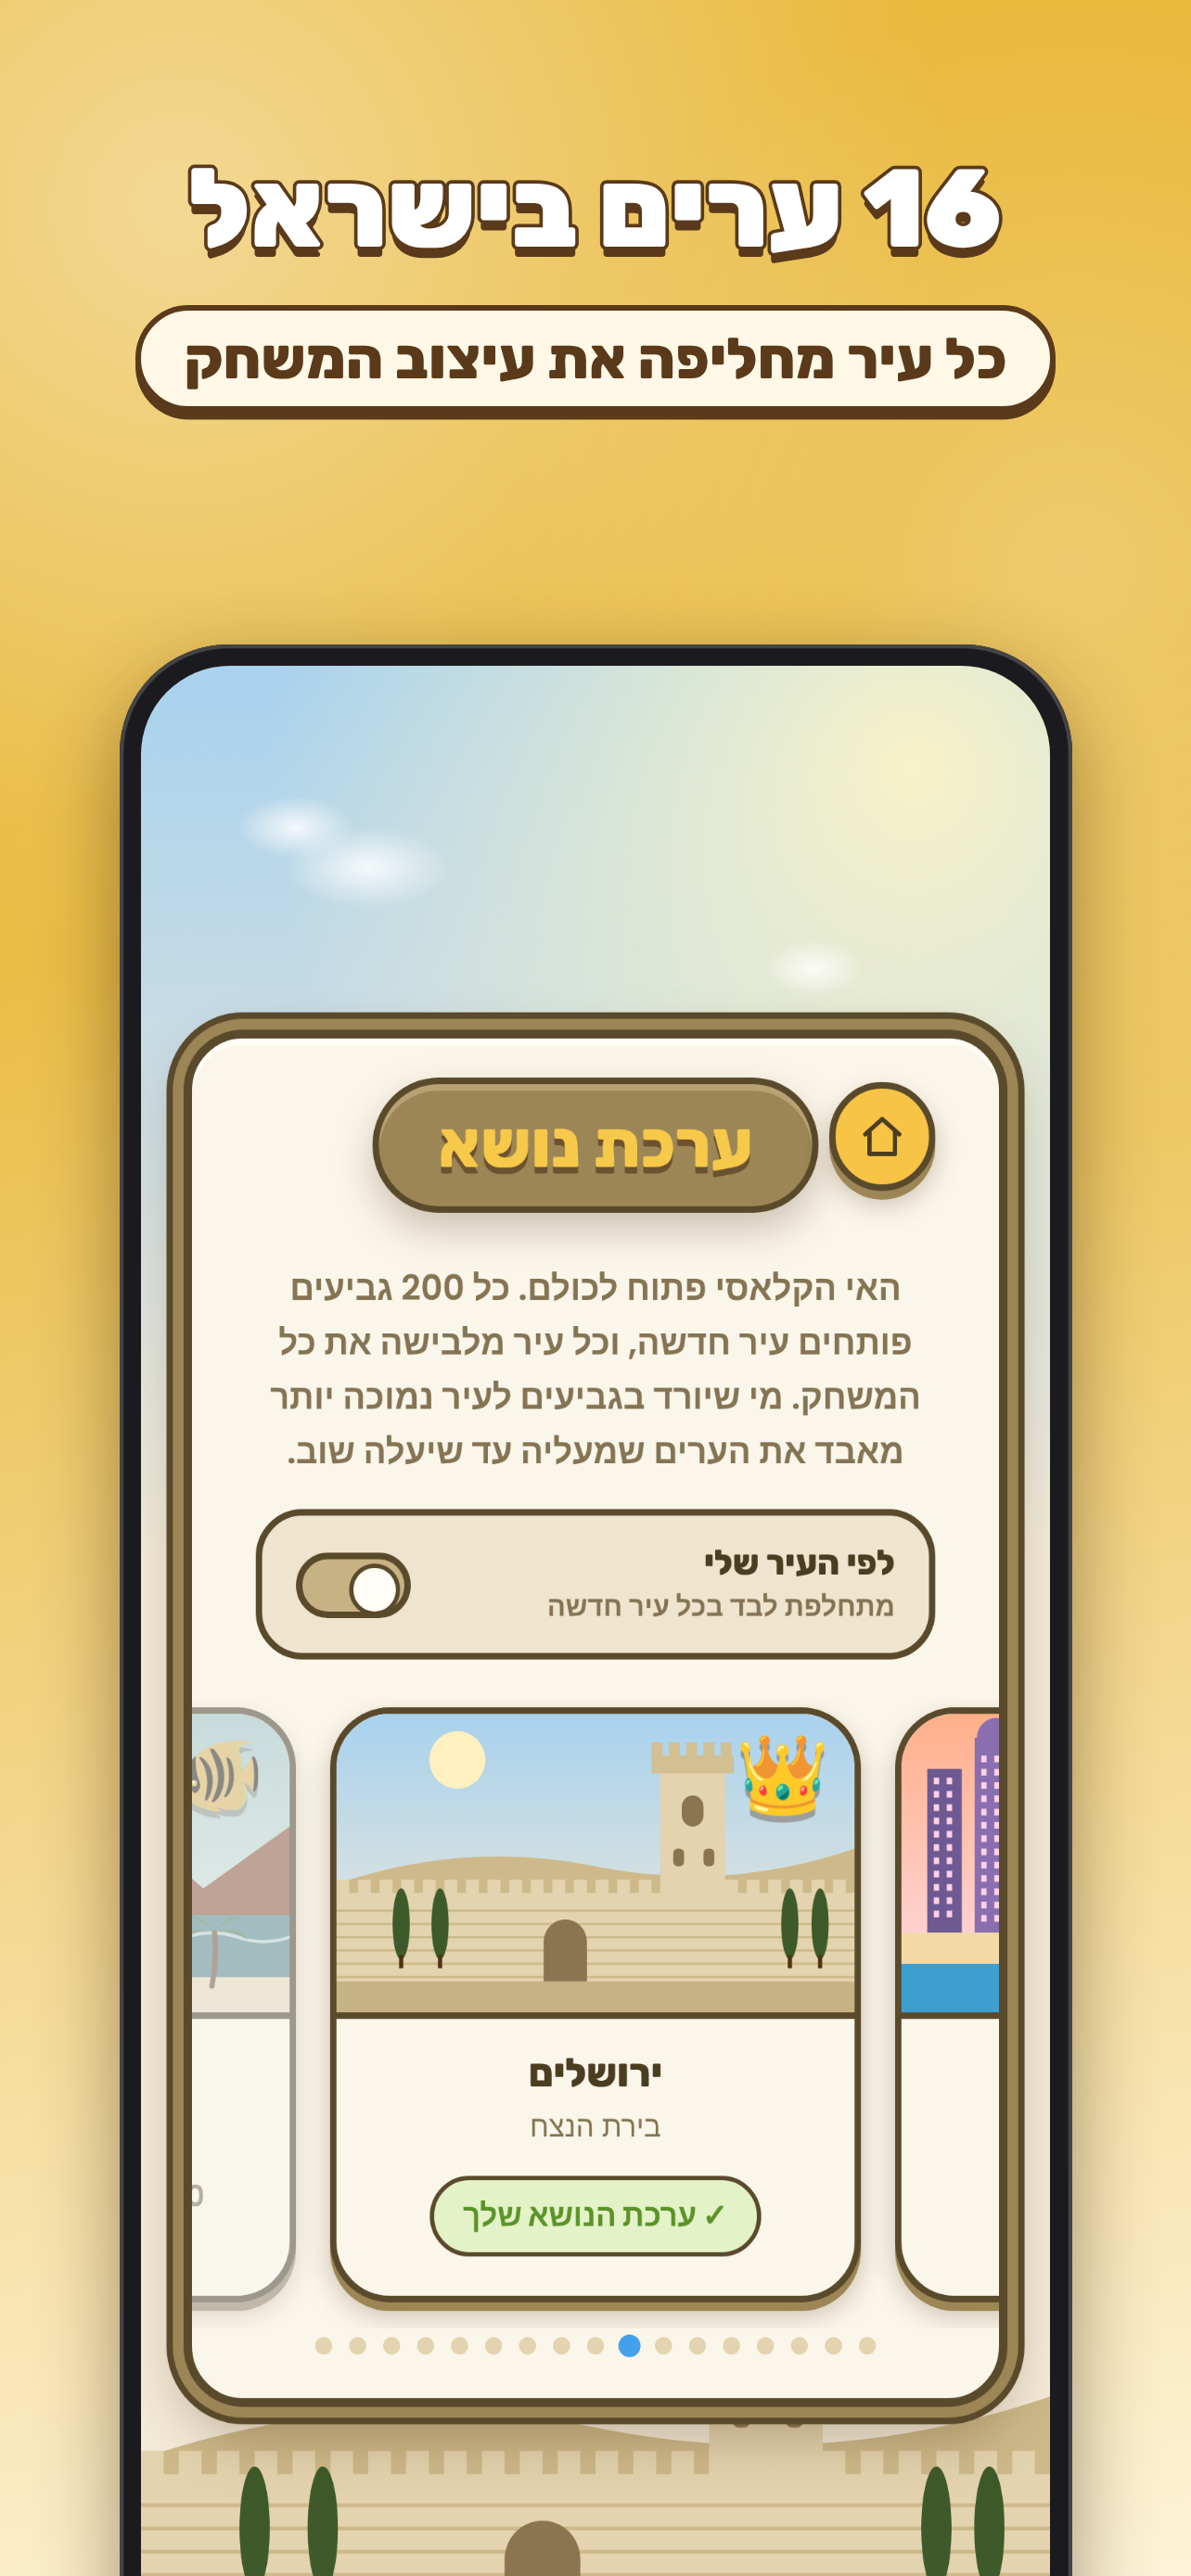 16 ערים בישראל
כל עיר מחליפה את עיצוב המשחק
ערכת נושא
האי הקלאסי פתוח לכולם. כל 200 גביעים
פותחים עיר חדשה, וכל עיר מלבישה את כל
המשחק. מי שיורד בגביעים לעיר נמוכה יותר
מאבד את הערים שמעליה עד שיעלה שוב.
לפי העיר שלי
מתחלפת לבד בכל עיר חדשה
ירושלים
בירת הנצח
✓ ערכת הנושא שלך